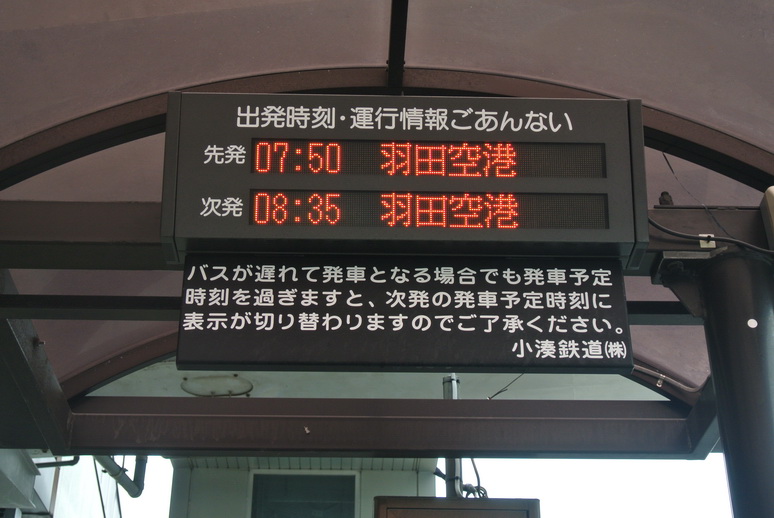 出発時刻・運行情報ごあんない
先発 07:50 羽田空港
次発 08:35 羽田空港
バスが遅れて発車となる場合でも発車予定
時刻を過ぎますと、次発の発車予定時刻に
表示が切り替わりますのでご了承ください。
小湊鉄道㈱